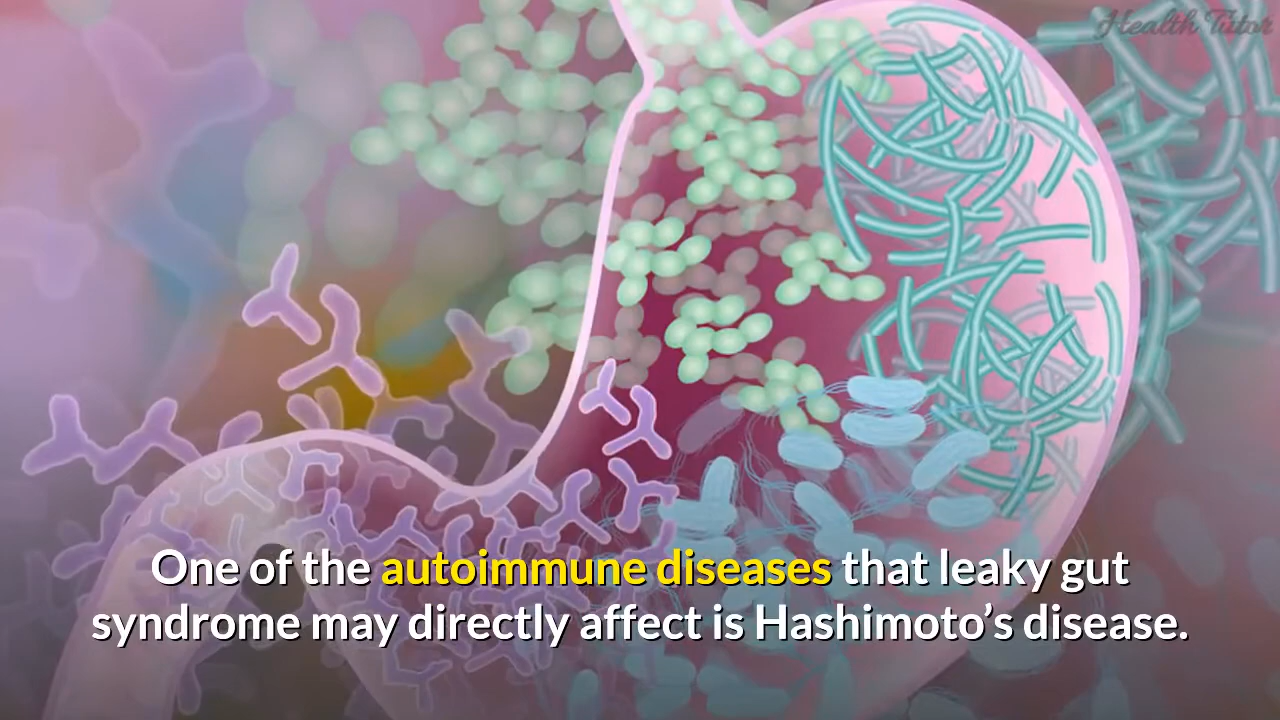 Health Tutor
One of the autoimmune diseases that leaky gut
syndrome may directly affect is Hashimoto’s disease.